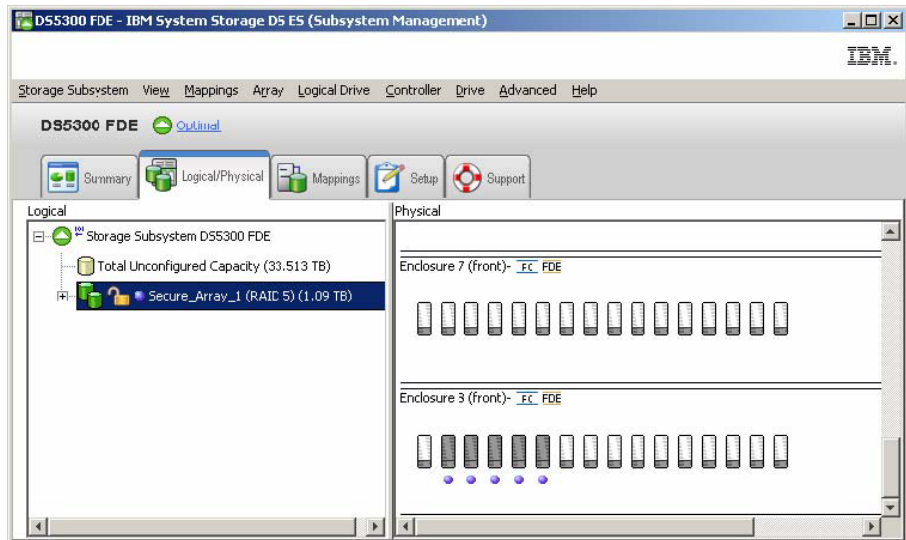 DS5300 FDE - IBM System Storage DS ES (Subsystem Management)
IBM.
Storage Subsystem View Mappings Array Logical Drive Controller Drive Advanced Help
DS5300 FDE Optimal
Summary Logical/Physical Mappings Setup Support
Logical
Storage Subsystem DS5300 FDE
Total Unconfigured Capacity (33.513 TB)
Secure_Array_1 (RAID 5) (1.09 TB)
Physical
Enclosure 7 (front)- FC FDE
Enclosure 3 (front)- FC FDE